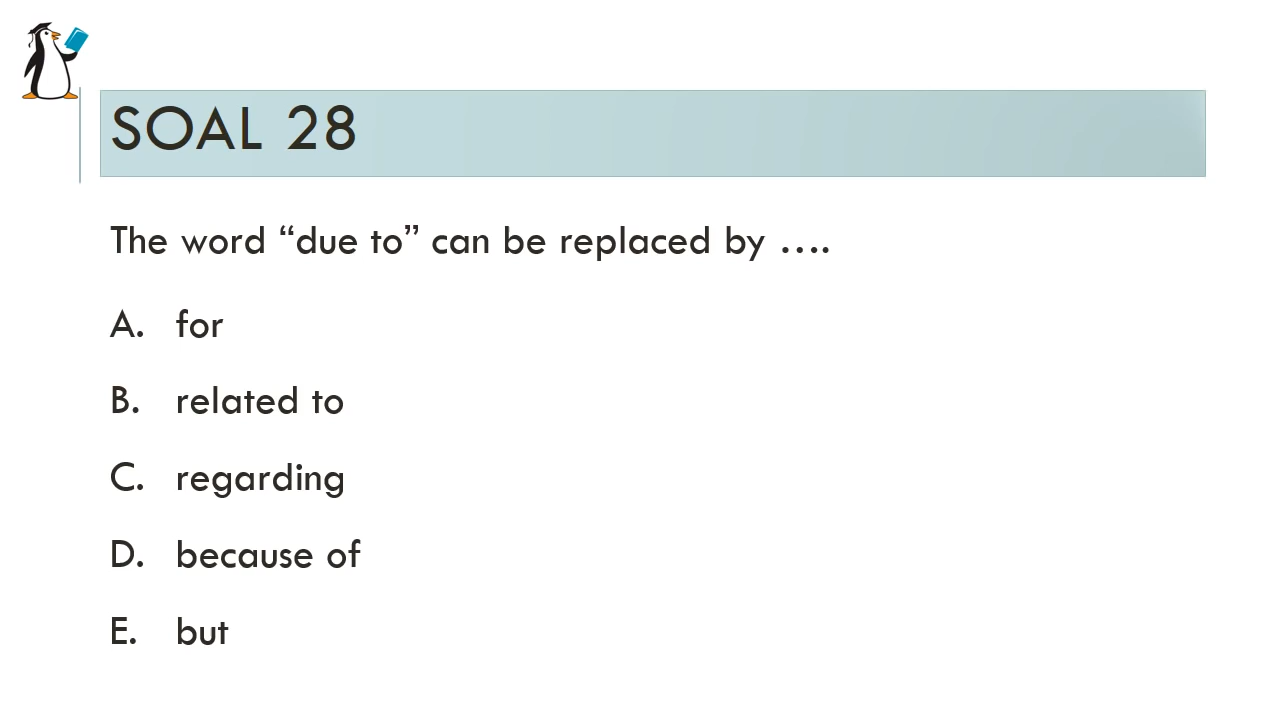 SOAL 28
The word “due to” can be replaced by ….
A. for
B. related to
C. regarding
D. because of
E. but